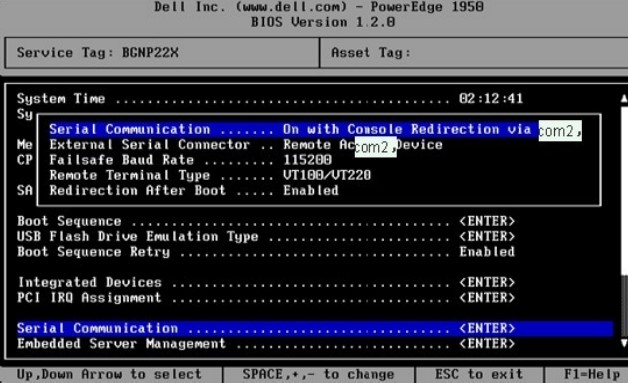 Dell Inc. (www.dell.com) - PowerEdge 1950
BIOS Version 1.2.0
Service Tag: BGNP22X Asset Tag:
System Time ........................................ 02:12:41
Sy
Serial Communication ....... On with Console Redirection via com2,
Me External Serial Connector .. Remote Ac com2, Device
CP Failsafe Baud Rate ......... 115200
Remote Terminal Type ....... VT100/VT220
SA Redirection After Boot ..... Enabled
Boot Sequence ....................................... <ENTER>
USB Flash Drive Emulation Type ...................... <ENTER>
Boot Sequence Retry ................................. Enabled
Integrated Devices .................................. <ENTER>
PCI IRQ Assignment .................................. <ENTER>
Serial Communication ................................ <ENTER>
Embedded Server Management .......................... <ENTER>
Up,Down Arrow to select SPACE,+,- to change ESC to exit F1=Help